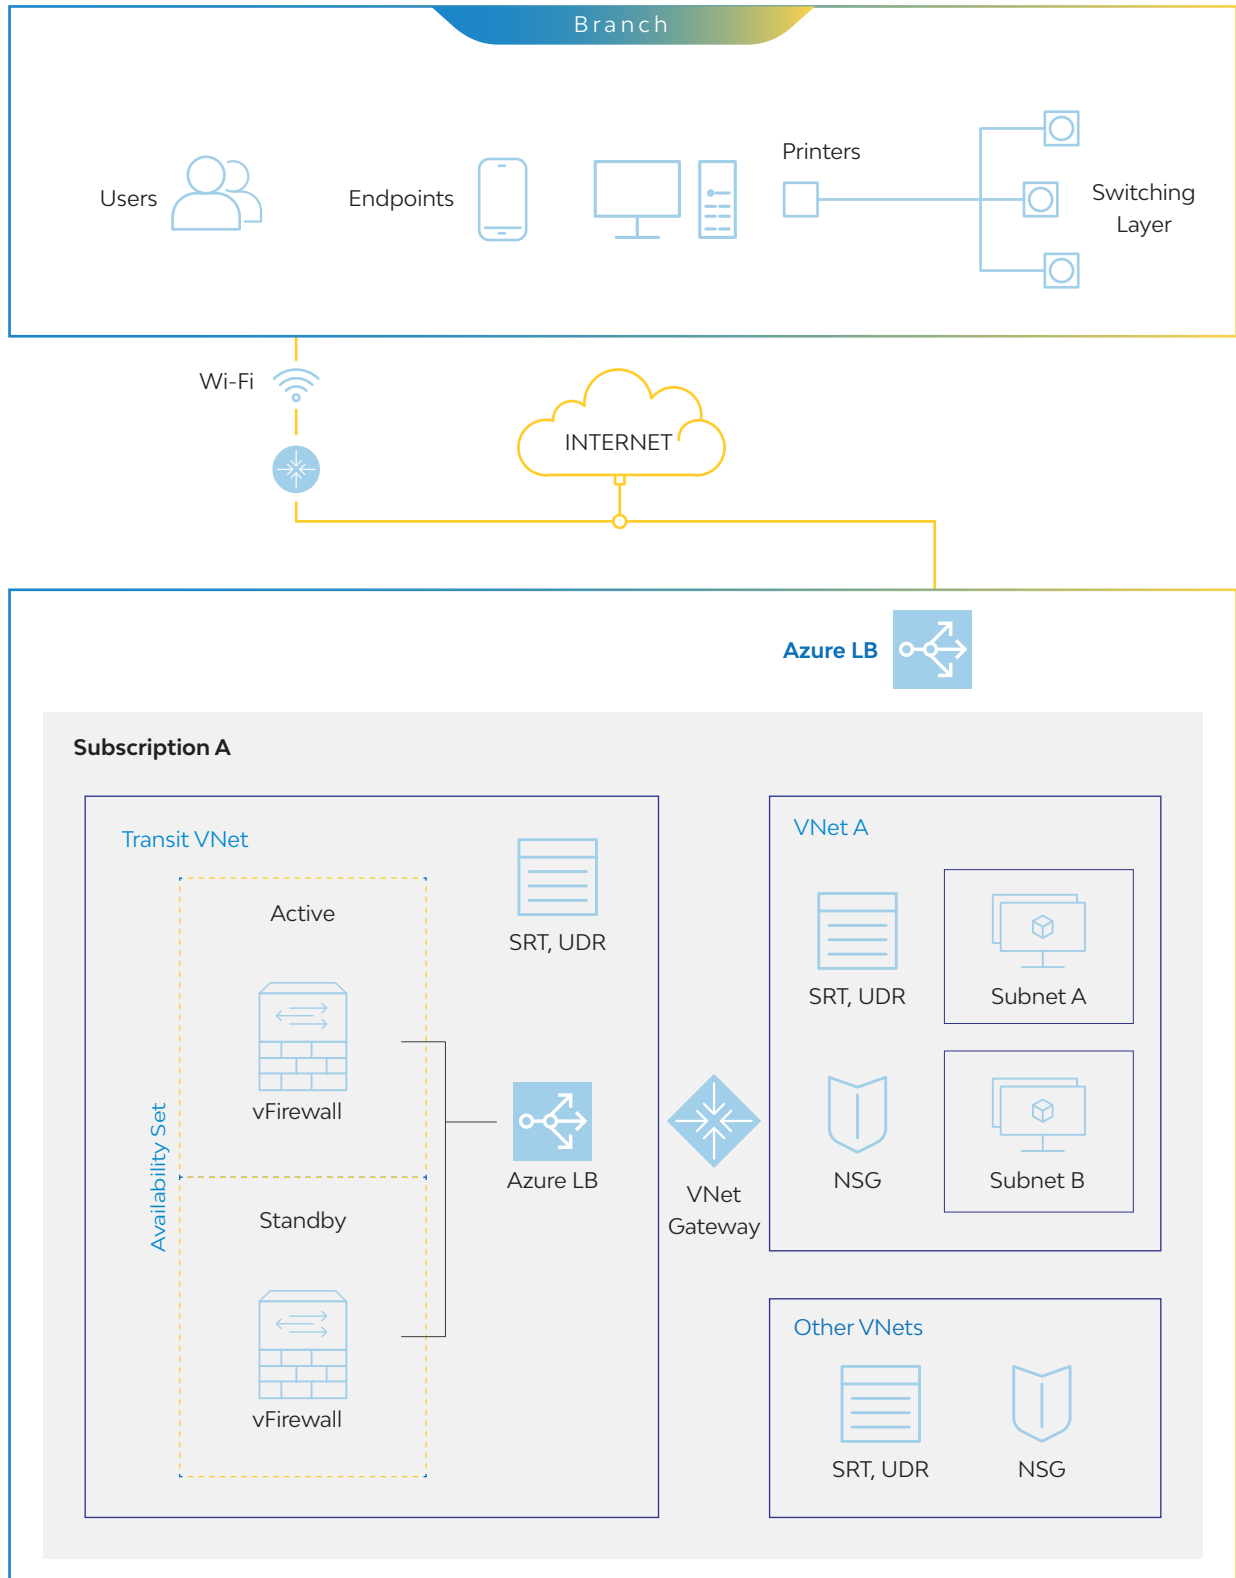 Branch
Users
Endpoints
Printers
Switching
Layer
Wi-Fi
INTERNET
Azure LB
Subscription A
Transit VNet
Active
SRT, UDR
vFirewall
Availability Set
Azure LB
Standby
vFirewall
VNet
Gateway
VNet A
SRT, UDR
Subnet A
NSG
Subnet B
Other VNets
SRT, UDR
NSG